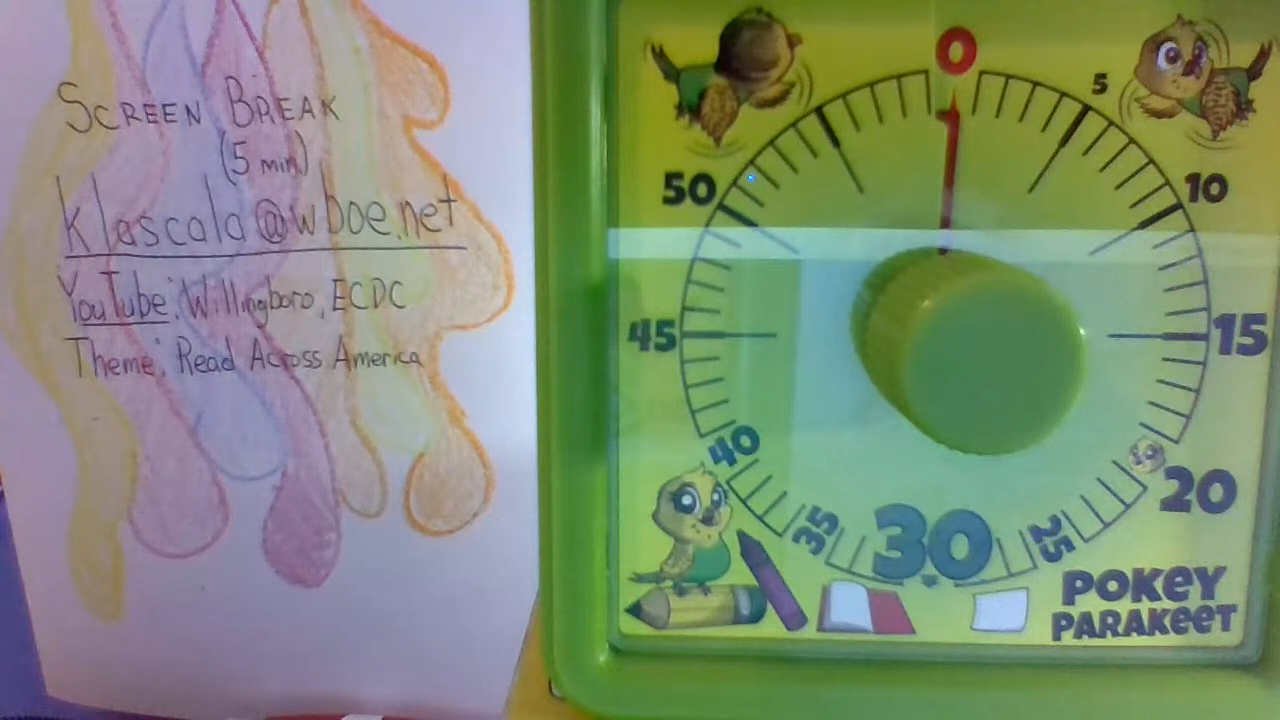 SCREEN BREAK
(5 min.)
klascala@wboe.net
YouTube: Willingboro, ECDC
Theme: Read Across America
0
5
10
15
20
25
30
35
40
45
50
POKEY
PARAKEET